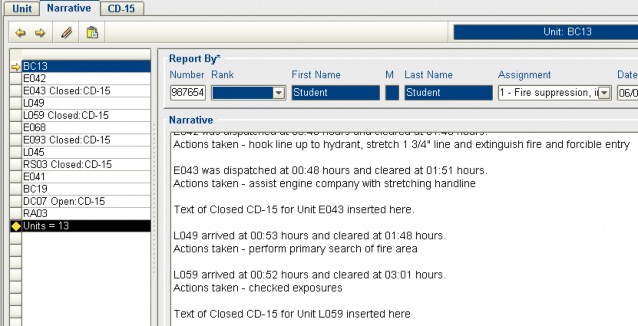 Unit Narrative CD-15
Unit: BC13
BC13
E042
E043 Closed:CD-15
L049
L059 Closed:CD-15
E068
E093 Closed:CD-15
L045
RS03 Closed:CD-15
E041
BC19
DC07 Open:CD-15
RA03
Units = 13
Report By*
Number Rank First Name M Last Name Assignment Date
987654 Student Student 1 - Fire suppression, in 06/0
Narrative
E042 was dispatched at 00:48 hours and cleared at 01:48 hours.
Actions taken - hook line up to hydrant, stretch 1 3/4" line and extinguish fire and forcible entry
E043 was dispatched at 00:48 hours and cleared at 01:51 hours.
Actions taken - assist engine company with stretching handline
Text of Closed CD-15 for Unit E043 inserted here.
L049 arrived at 00:53 hours and cleared at 01:48 hours.
Actions taken - perform primary search of fire area
L059 arrived at 00:52 hours and cleared at 03:01 hours.
Actions taken - checked exposures
Text of Closed CD-15 for Unit L059 inserted here